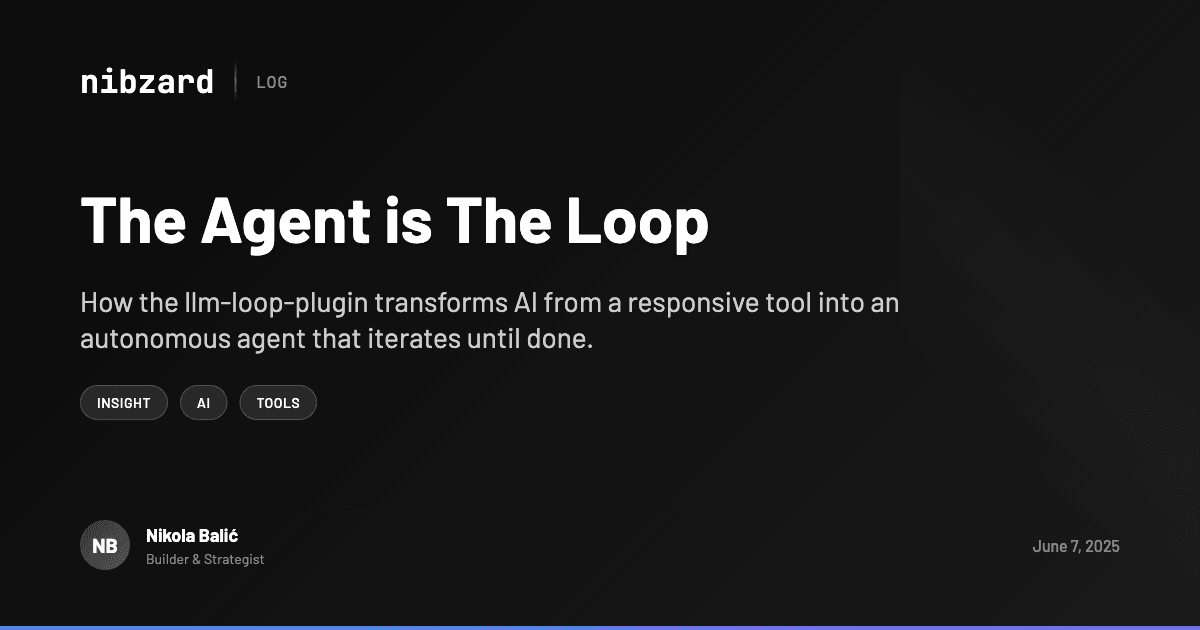 nibzard
LOG
The Agent is The Loop
How the llm-loop-plugin transforms AI from a responsive tool into an
autonomous agent that iterates until done.
INSIGHT
AI
TOOLS
NB
Nikola Balić
Builder & Strategist
June 7, 2025